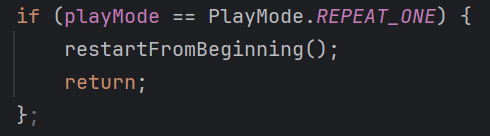 if (playMode == PlayMode.REPEAT_ONE) {
    restartFromBeginning();
    return;
};